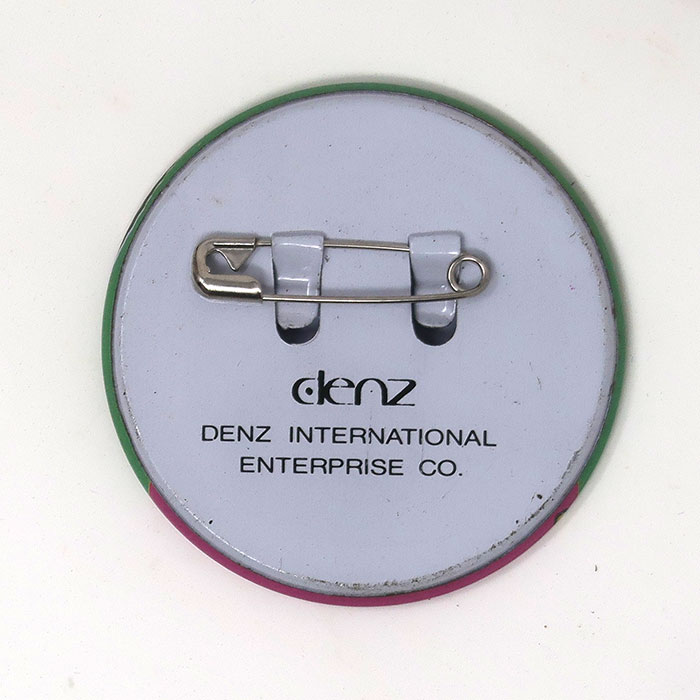 denz
DENZ INTERNATIONAL
ENTERPRISE CO.